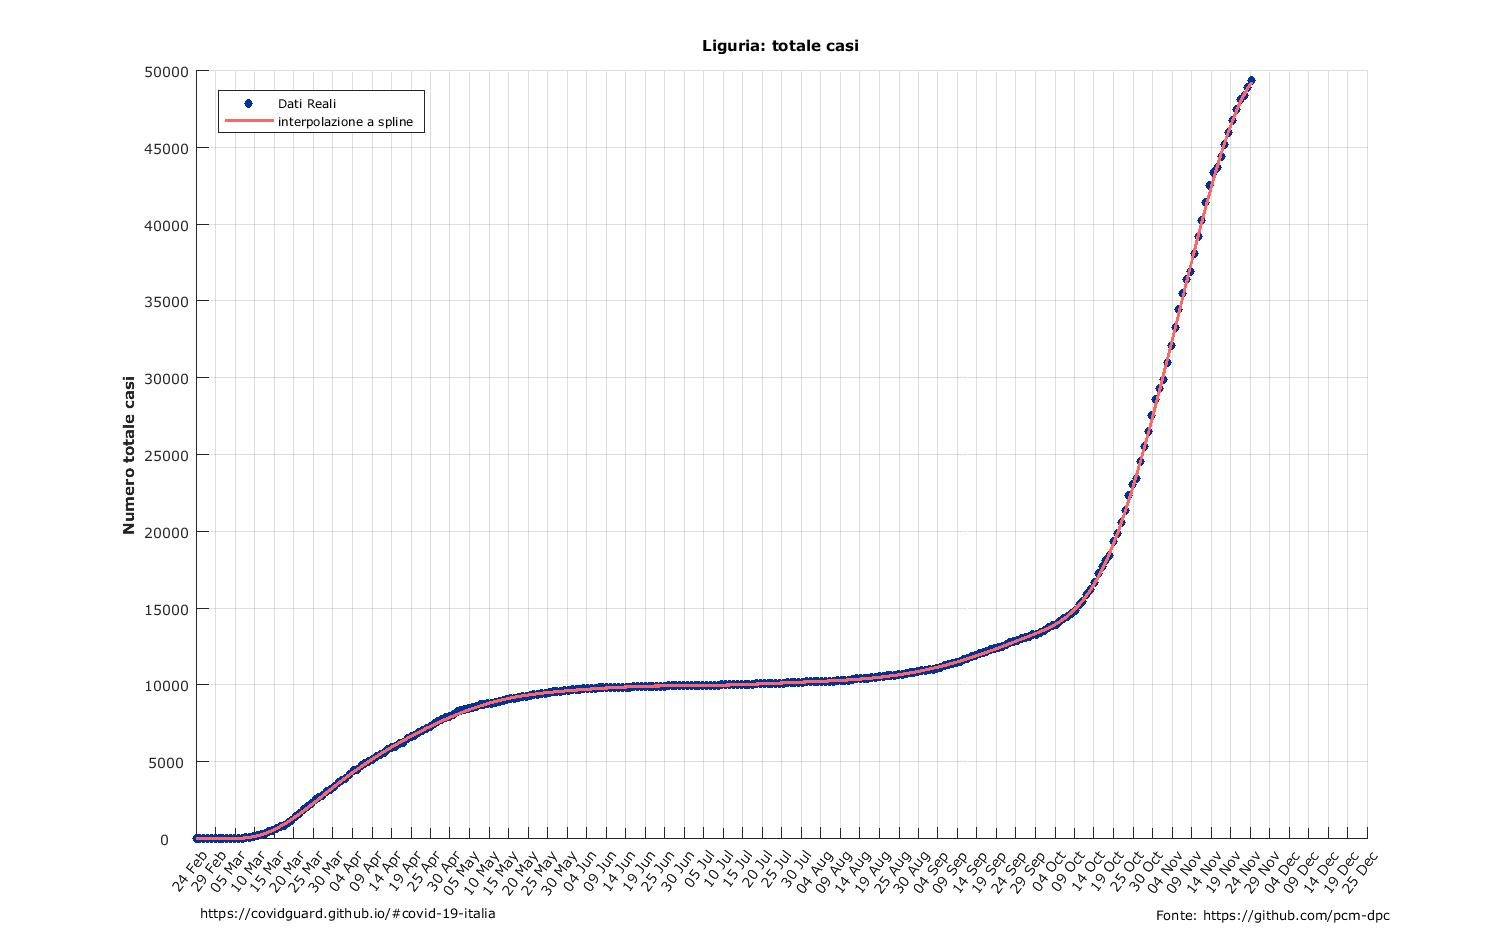 Liguria: totale casi
Dati Reali
interpolazione a spline
Numero totale casi
50000
45000
40000
35000
30000
25000
20000
15000
10000
5000
0
24 Feb
29 Feb
05 Mar
10 Mar
15 Mar
20 Mar
25 Mar
30 Mar
04 Apr
09 Apr
14 Apr
19 Apr
25 Apr
30 Apr
05 May
10 May
15 May
20 May
25 May
30 May
04 Jun
09 Jun
14 Jun
19 Jun
25 Jun
30 Jun
05 Jul
10 Jul
15 Jul
20 Jul
25 Jul
30 Jul
04 Aug
09 Aug
14 Aug
19 Aug
25 Aug
30 Aug
04 Sep
09 Sep
14 Sep
19 Sep
24 Sep
29 Sep
04 Oct
09 Oct
14 Oct
19 Oct
25 Oct
30 Oct
04 Nov
09 Nov
14 Nov
19 Nov
24 Nov
29 Nov
04 Dec
09 Dec
14 Dec
19 Dec
25 Dec
https://covidguard.github.io/#covid-19-italia
Fonte: https://github.com/pcm-dpc